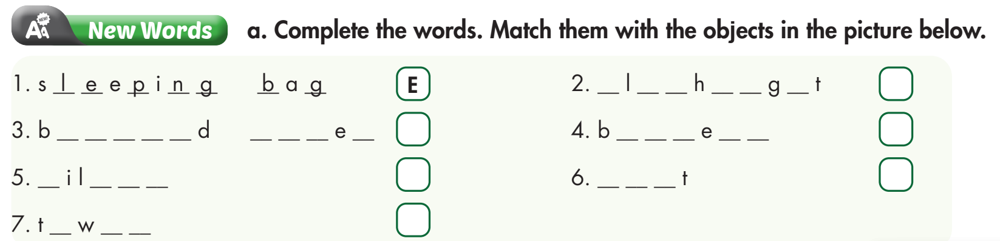 AA NEW! New Words a. Complete the words. Match them with the objects in the picture below.
1. s l e e p i n g b a g E 2. __ l __ __ h __ __ g __ t
3. b __ __ __ __ __ d __ __ __ e __ 4. b __ __ __ e __ __
5. __ i l __ __ __ 6. __ __ __ t
7. t __ w __ __